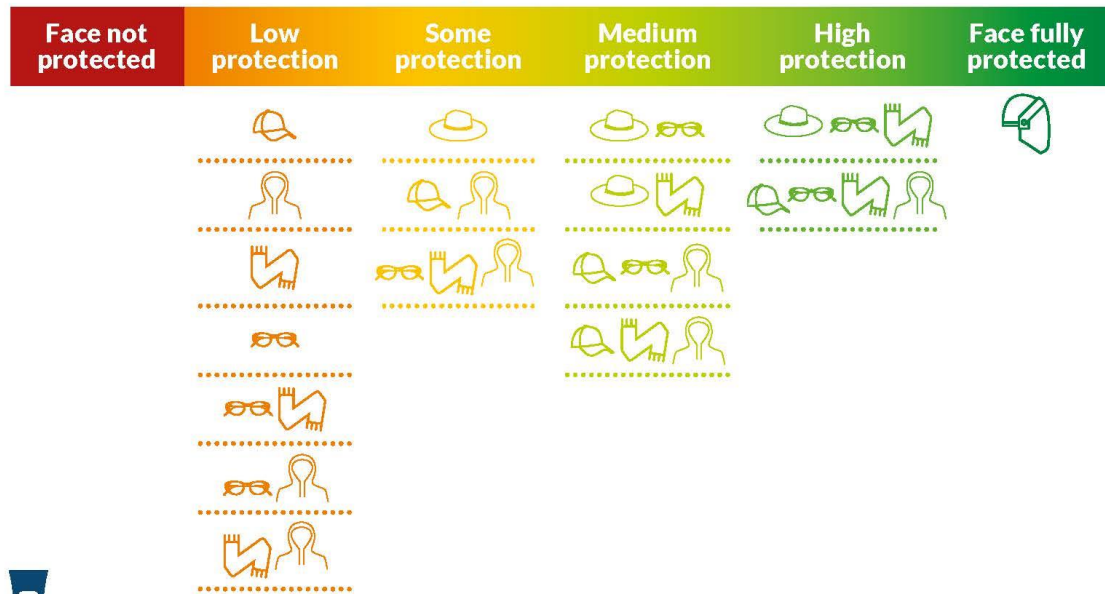 Face not
protected
Low
protection
Some
protection
Medium
protection
High
protection
Face fully
protected